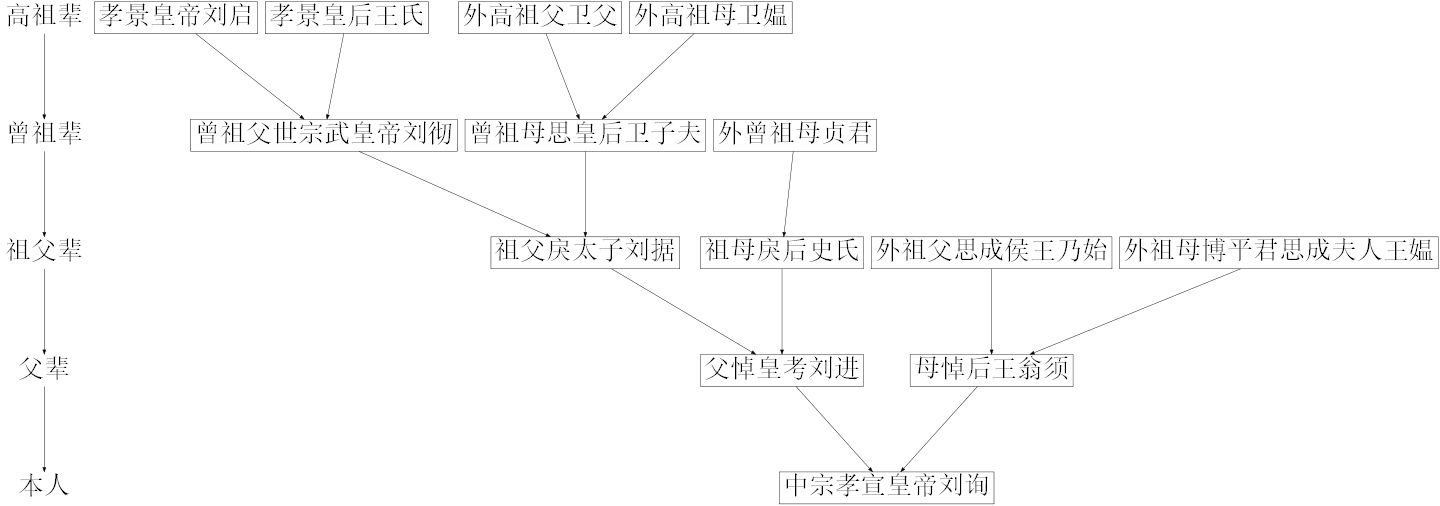 高祖辈 孝景皇帝刘启 孝景皇后王氏 外高祖父卫父 外高祖母卫媪
曾祖辈 曾祖父世宗武皇帝刘彻 曾祖母思皇后卫子夫 外曾祖母贞君
祖父辈 祖父戾太子刘据 祖母戾后史氏 外祖父思成侯王乃始 外祖母博平君思成夫人王媪
父辈 父悼皇考刘进 母悼后王翁须
本人 中宗孝宣皇帝刘询